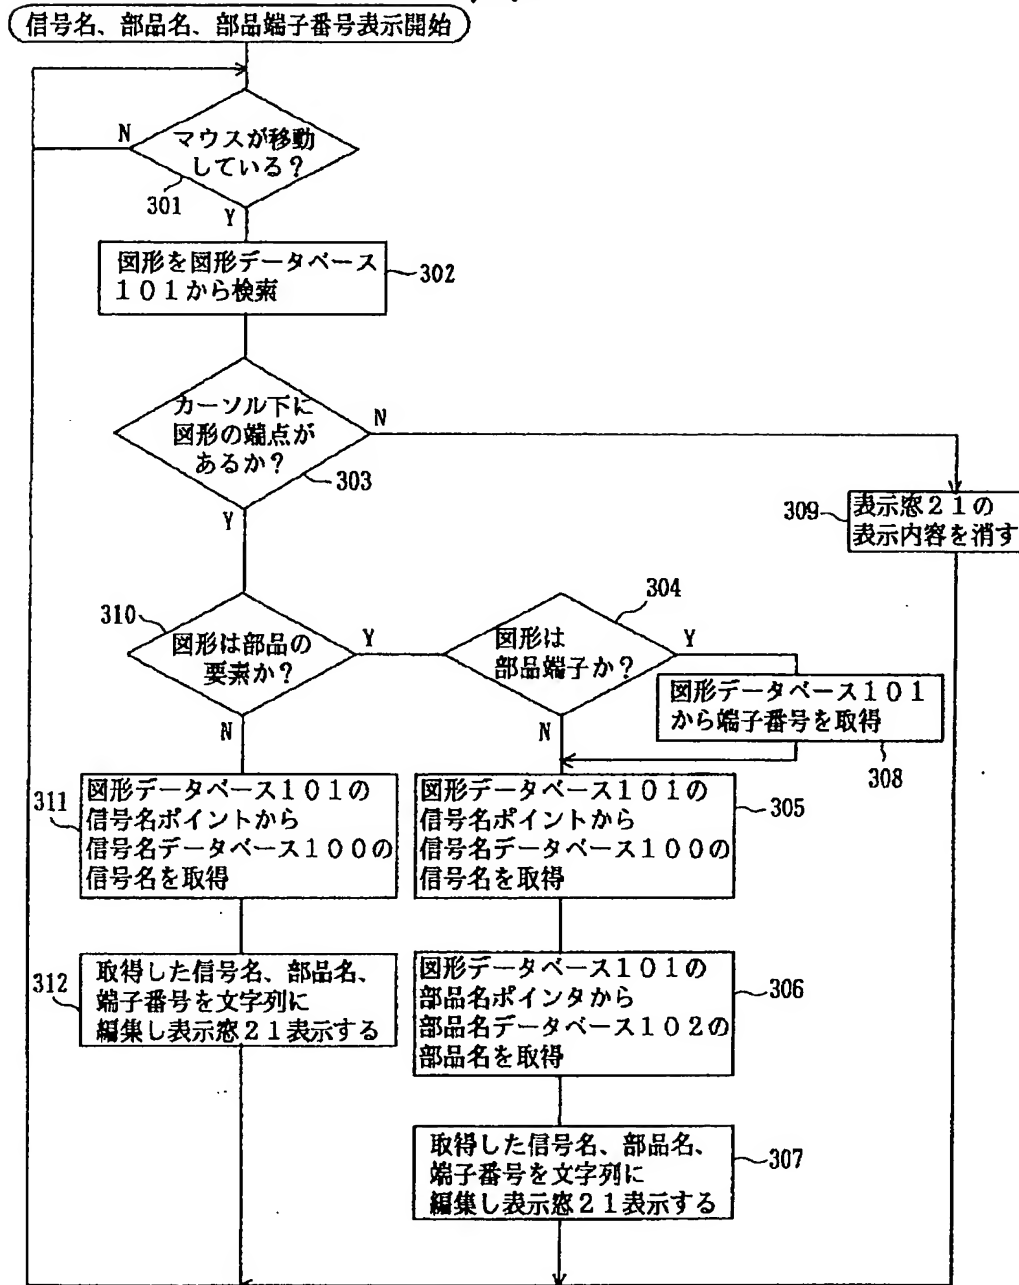 信号名、部品名、部品端子番号表示開始
マウスが移動
している？
N
301
Y
図形を図形データベース
１０１から検索
302
カーソル下に
図形の端点が
あるか？
N
303
Y
309
表示窓２１の
表示内容を消す
310
図形は部品の
要素か？
Y
N
304
図形は
部品端子か？
Y
N
図形データベース１０１
から端子番号を取得
308
311
図形データベース１０１の
信号名ポイントから
信号名データベース１００の
信号名を取得
図形データベース１０１の
信号名ポイントから
信号名データベース１００の
信号名を取得
305
312
取得した信号名、部品名、
端子番号を文字列に
編集し表示窓２１表示する
図形データベース１０１の
部品名ポインタから
部品名データベース１０２の
部品名を取得
306
取得した信号名、部品名、
端子番号を文字列に
編集し表示窓２１表示する
307